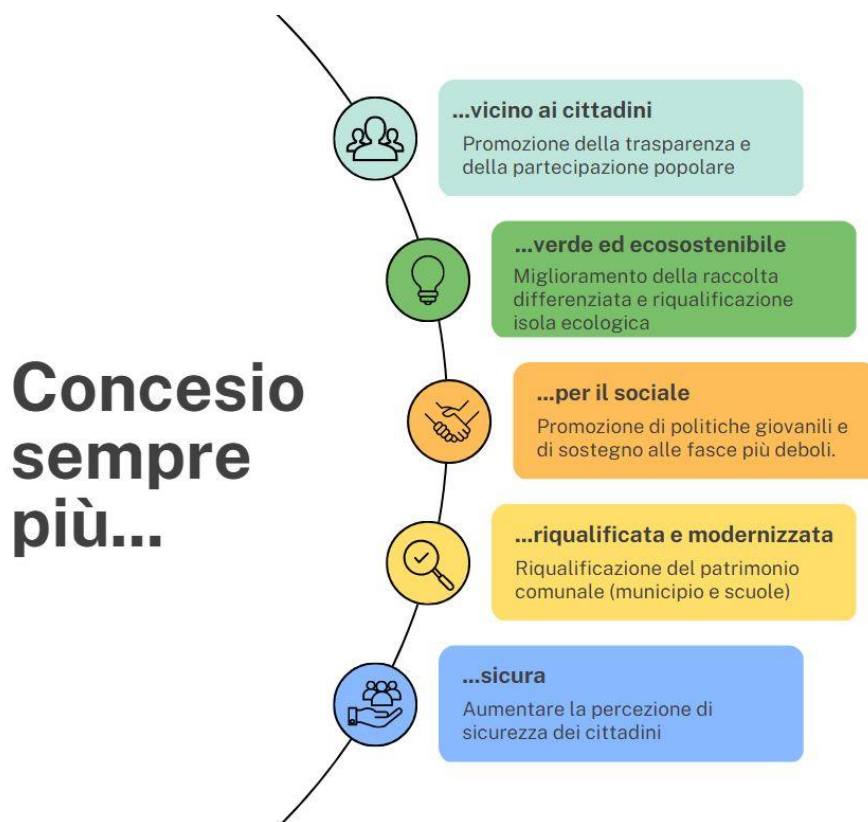 Concesio
sempre
più...
...vicino ai cittadini
Promozione della trasparenza e
della partecipazione popolare
...verde ed ecosostenibile
Miglioramento della raccolta
differenziata e riqualificazione
isola ecologica
...per il sociale
Promozione di politiche giovanili e
di sostegno alle fasce più deboli.
...riqualificata e modernizzata
Riqualificazione del patrimonio
comunale (municipio e scuole)
...sicura
Aumentare la percezione di
sicurezza dei cittadini